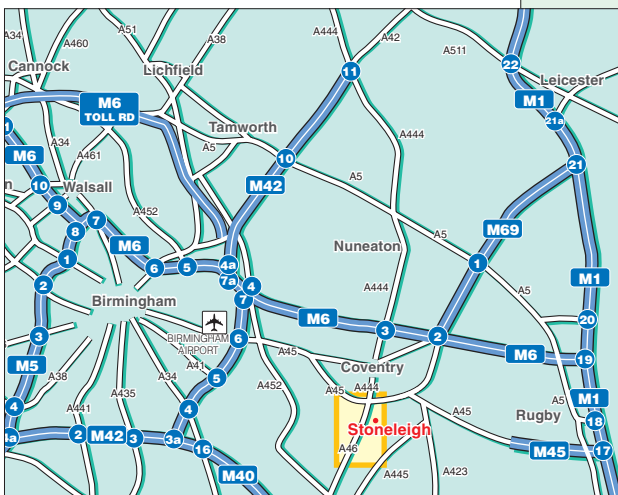 A34
A460
A51
A38
A444
A42
A511
Cannock
Lichfield
11
22
Leicester
M6
TOLL RD
M1
21a
Tamworth
A444
1
A34
A5
M6
A461
10
21
M42
10
Walsall
A5
n
9
A452
7
A5
M69
8
M6
Nuneaton
1
6
5
4a
1
7a
A444
M1
A5
2
4
Birmingham
7
20
M6
3
2
BIRMINGHAM
AIRPORT
6
3
A45
M6
19
A41
Coventry
M5
A38
A34
5
A452
A45
A444
M1
A435
A5
4
A441
4
A45
Rugby
18
Stoneleigh
4a
2
M42
3
3a
16
A46
M45
17
M40
A445
A423